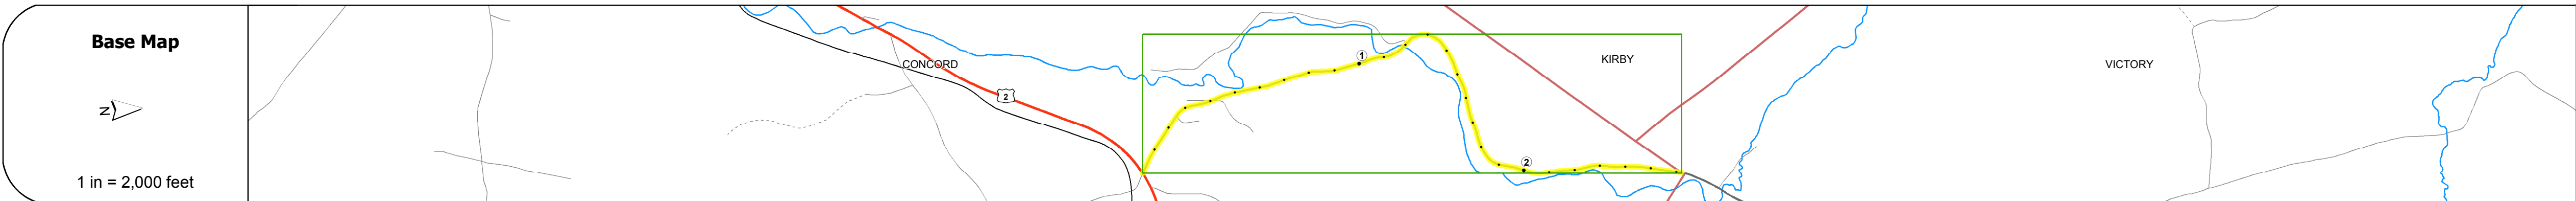 Base Map
N
1 in = 2,000 feet
CONCORD
2
1
2
KIRBY
VICTORY